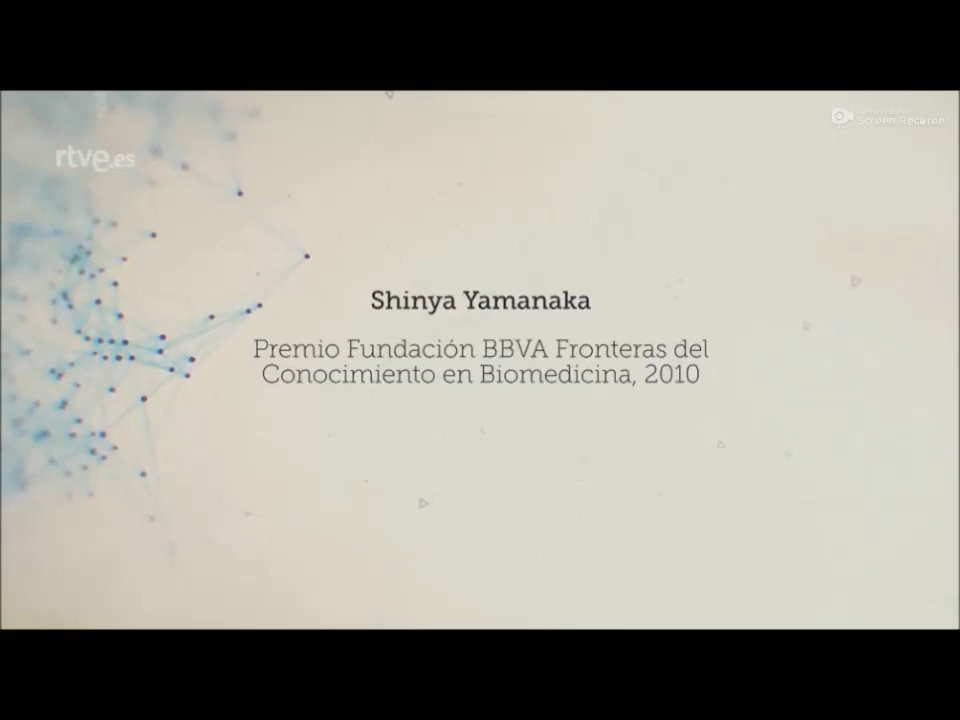 rtve.es
Screen Recorder
Shinya Yamanaka
Premio Fundación BBVA Fronteras del
Conocimiento en Biomedicina, 2010